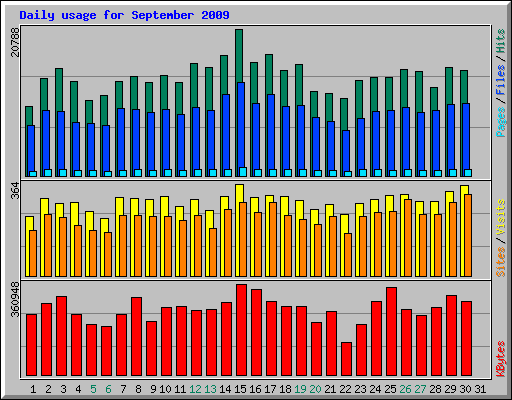 Daily usage for September 2009
20788
Pages / Files / Hits
364
Sites / Visits
360948
KBytes
1 2 3 4 5 6 7 8 9 10 11 12 13 14 15 16 17 18 19 20 21 22 23 24 25 26 27 28 29 30 31